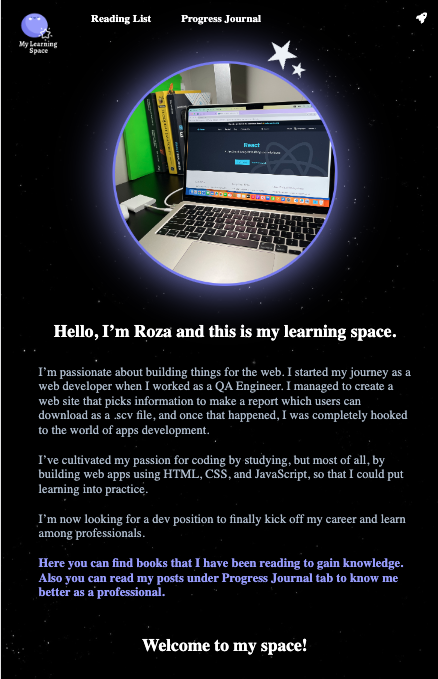 Reading List
Progress Journal
My Learning
Space
React
Hello, I'm Roza and this is my learning space.
I'm passionate about building things for the web. I started my journey as a
web developer when I worked as a QA Engineer. I managed to create a
web site that picks information to make a report which users can
download as a .scv file, and once that happened, I was completely hooked
to the world of apps development.
I've cultivated my passion for coding by studying, but most of all, by
building web apps using HTML, CSS, and JavaScript, so that I could put
learning into practice.
I'm now looking for a dev position to finally kick off my career and learn
among professionals.
Here you can find books that I have been reading to gain knowledge.
Also you can read my posts under Progress Journal tab to know me
better as a professional.
Welcome to my space!